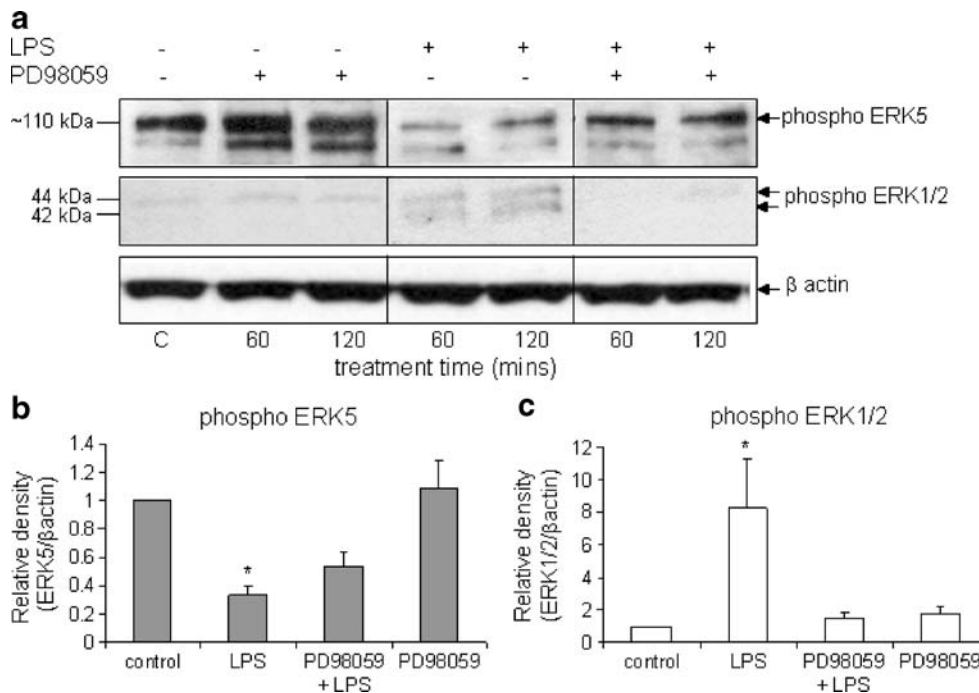 a
LPS - - - + + + +
PD98059 - + + - - + +
~110 kDa phospho ERK5
44 kDa phospho ERK1/2
42 kDa
β actin
C 60 120 60 120 60 120
treatment time (mins)
b
phospho ERK5
Relative density
(ERK5/βactin)
1.4
1.2
1
0.8
0.6
0.4
0.2
0
*
control LPS PD98059 PD98059
+ LPS
c
phospho ERK1/2
Relative density
(ERK1/2/βactin)
14
12
10
8
6
4
2
0
*
control LPS PD98059 PD98059
+ LPS